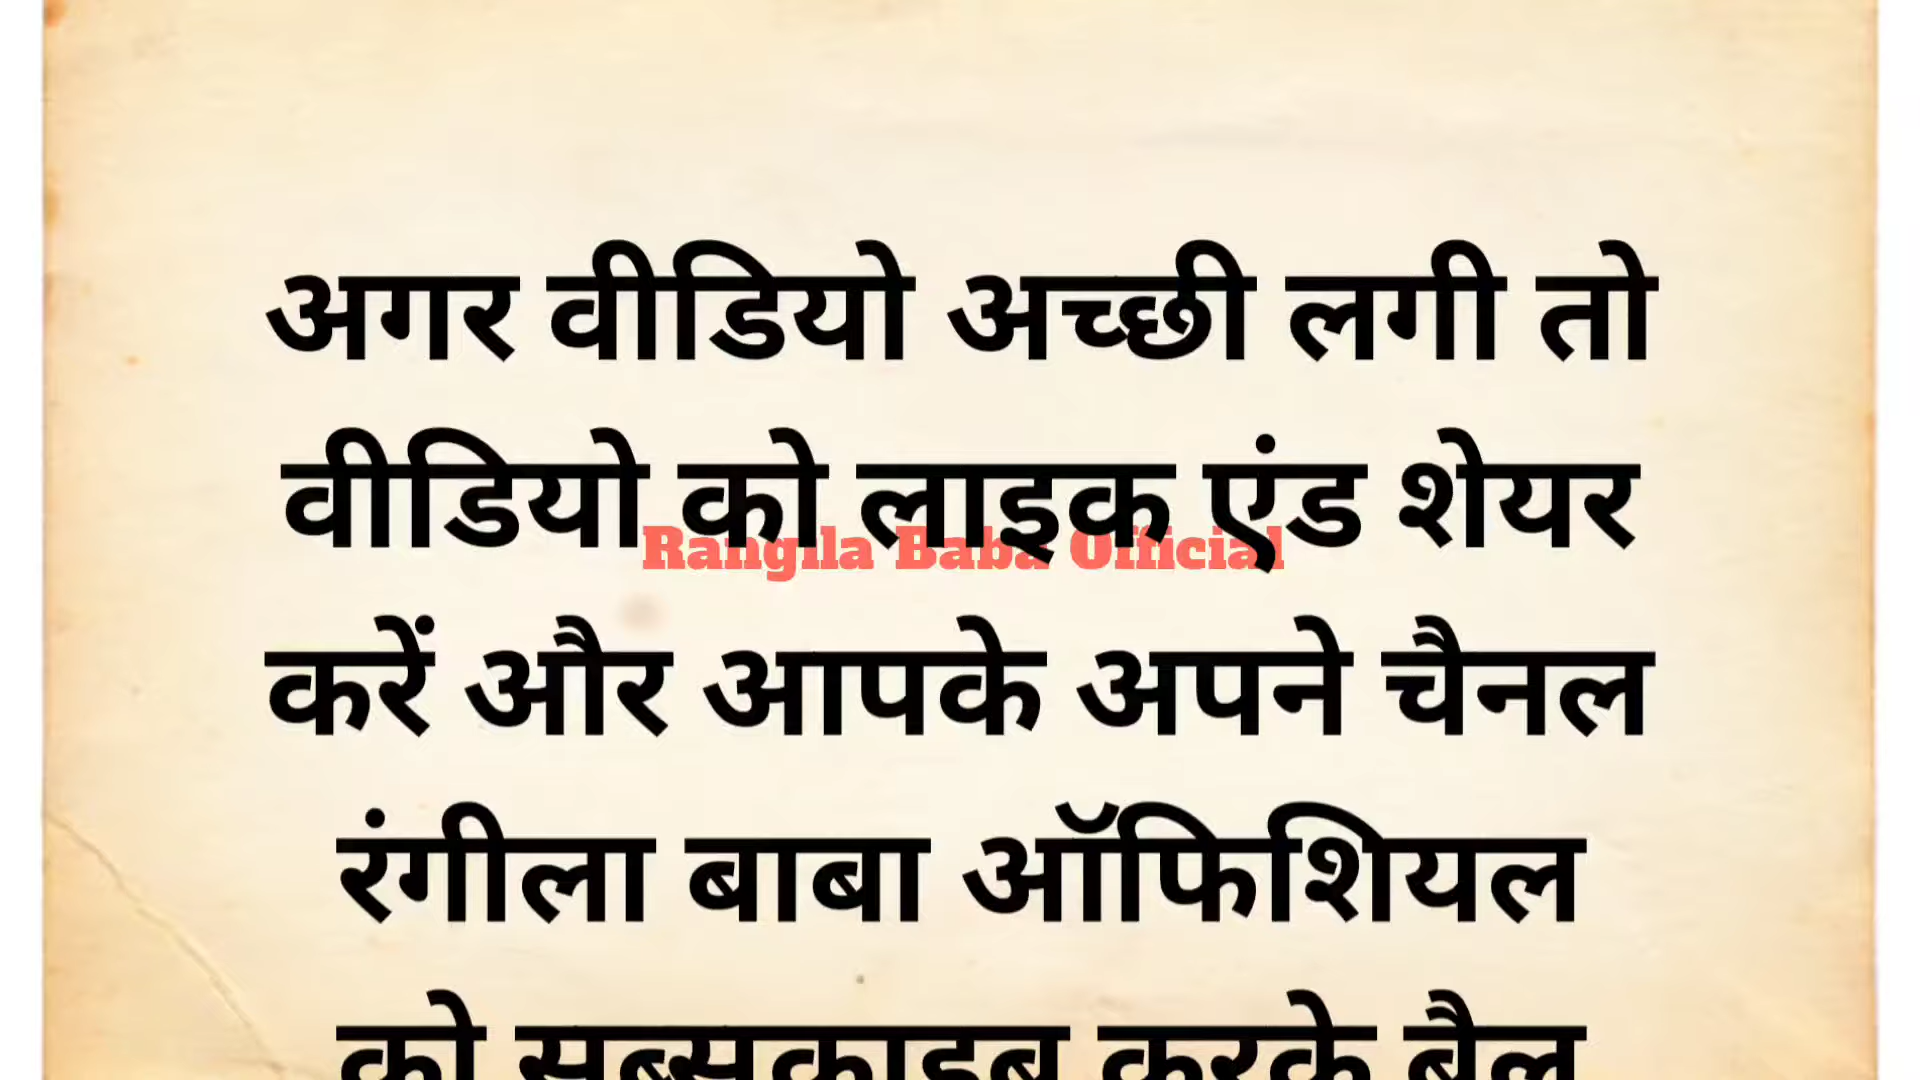 अगर वीडियो अच्छी लगी तो
वीडियो को लाइक एंड शेयर
Rangila Baba Official
करें और आपके अपने चैनल
रंगीला बाबा ऑफिशियल
को सब्सक्राइब करके बैल